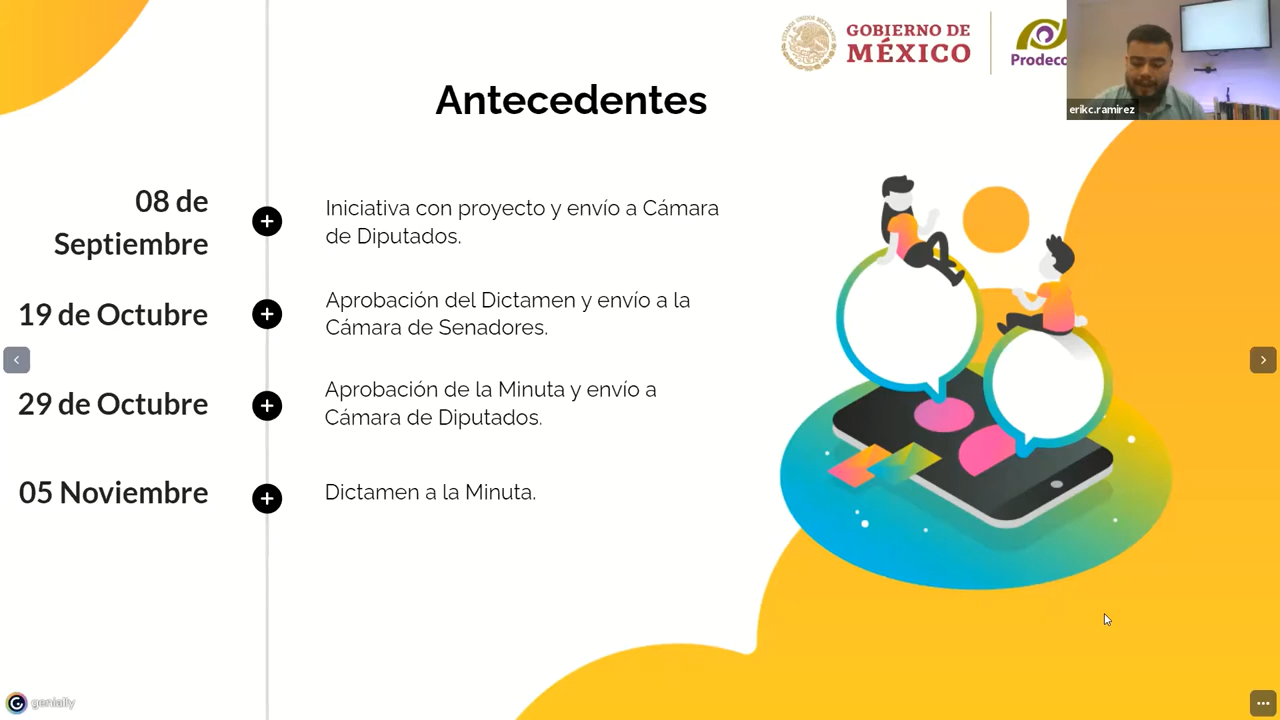 GOBIERNO DE
MÉXICO
erikc.ramirez
Antecedentes
08 de
Septiembre
Iniciativa con proyecto y envío a Cámara
de Diputados.
19 de Octubre
Aprobación del Dictamen y envío a la
Cámara de Senadores.
29 de Octubre
Aprobación de la Minuta y envío a
Cámara de Diputados.
05 Noviembre
Dictamen a la Minuta.
genially